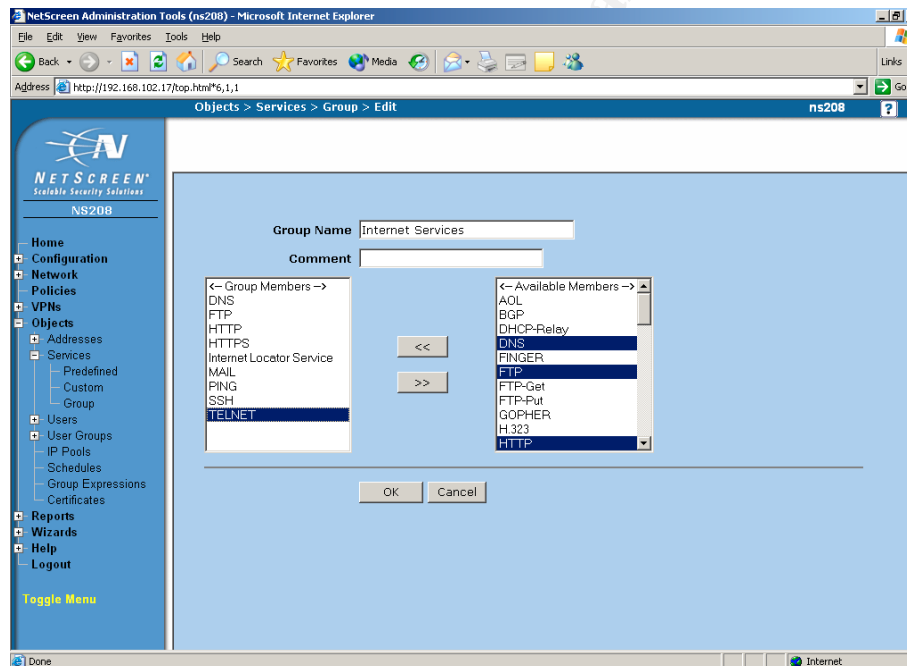 NetScreen Administration Tools (ns208) - Microsoft Internet Explorer
File Edit View Favorites Tools Help
Back Search Favorites Media Links
Address http://192.168.102.17/top.html*6,1,1 Go
Objects > Services > Group > Edit ns208 ?
N
NETSCREEN
Scalable Security Solutions
NS208
Home
Configuration
Network
Policies
VPNs
Objects
Addresses
Services
Predefined
Custom
Group
Users
User Groups
IP Pools
Schedules
Group Expressions
Certificates
Reports
Wizards
Help
Logout
Toggle Menu
Group Name Internet Services
Comment
<-- Group Members -->
DNS
FTP
HTTP
HTTPS
Internet Locator Service
MAIL
PING
SSH
TELNET
<<
>>
<-- Available Members -->
AOL
BGP
DHCP-Relay
DNS
FINGER
FTP
FTP-Get
FTP-Put
GOPHER
H.323
HTTP
OK Cancel
Done Internet